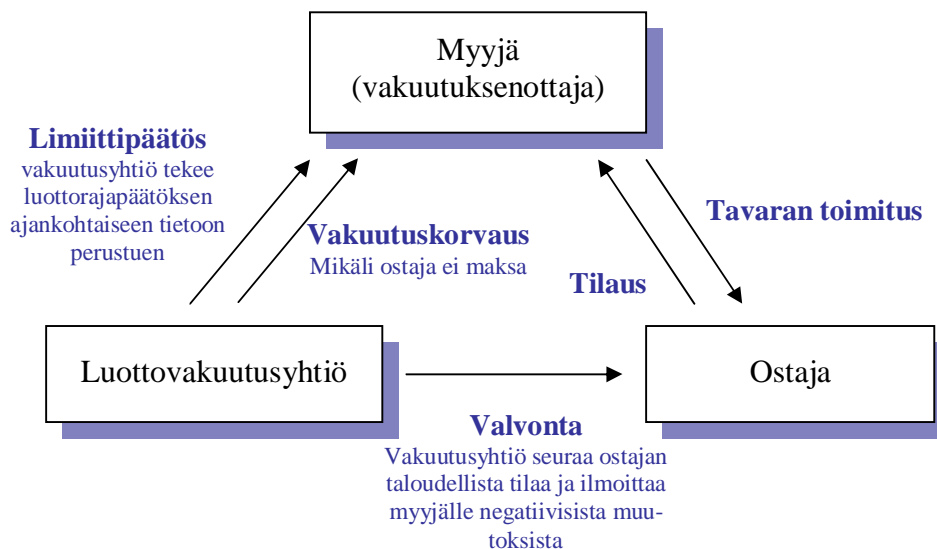 Myyjä
(vakuutuksenottaja)
Limiittipäätös
vakuutusyhtiö tekee
luottorajapäätöksen
ajankohtaiseen tietoon
perustuen
Vakuutuskorvaus
Mikäli ostaja ei maksa
Tavaran toimitus
Tilaus
Luottovakuutusyhtiö
Ostaja
Valvonta
Vakuutusyhtiö seuraa ostajan
taloudellista tilaa ja ilmoittaa
myyjälle negatiivisista muu-
toksista